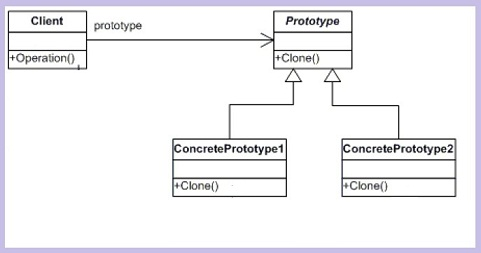 Client
prototype
Prototype
+Operation()
+Clone()
ConcretePrototype1
ConcretePrototype2
+Clone()
+Clone()